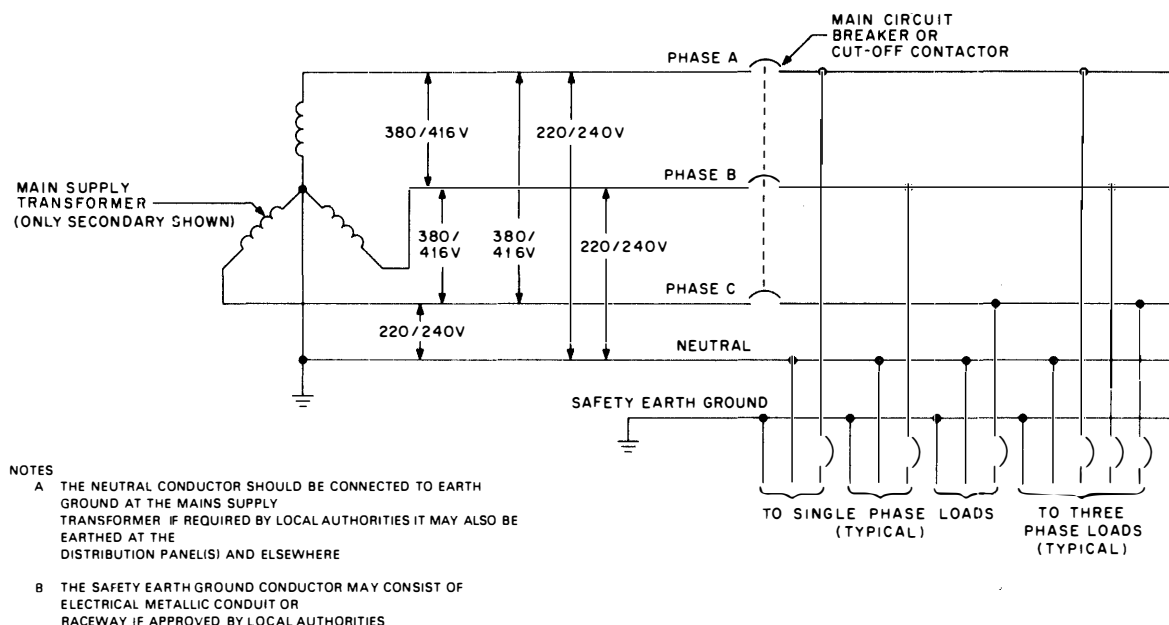 MAIN CIRCUIT
BREAKER OR
CUT-OFF CONTACTOR
PHASE A
380/416V
220/240V
PHASE B
MAIN SUPPLY
TRANSFORMER
(ONLY SECONDARY SHOWN)
380/
416V
380/
416V
220/240V
PHASE C
220/240V
NEUTRAL
SAFETY EARTH GROUND
TO SINGLE PHASE LOADS
(TYPICAL)
TO THREE
PHASE LOADS
(TYPICAL)
NOTES
A THE NEUTRAL CONDUCTOR SHOULD BE CONNECTED TO EARTH
GROUND AT THE MAINS SUPPLY
TRANSFORMER IF REQUIRED BY LOCAL AUTHORITIES IT MAY ALSO BE
EARTHED AT THE
DISTRIBUTION PANEL(S) AND ELSEWHERE
B THE SAFETY EARTH GROUND CONDUCTOR MAY CONSIST OF
ELECTRICAL METALLIC CONDUIT OR
RACEWAY IF APPROVED BY LOCAL AUTHORITIES